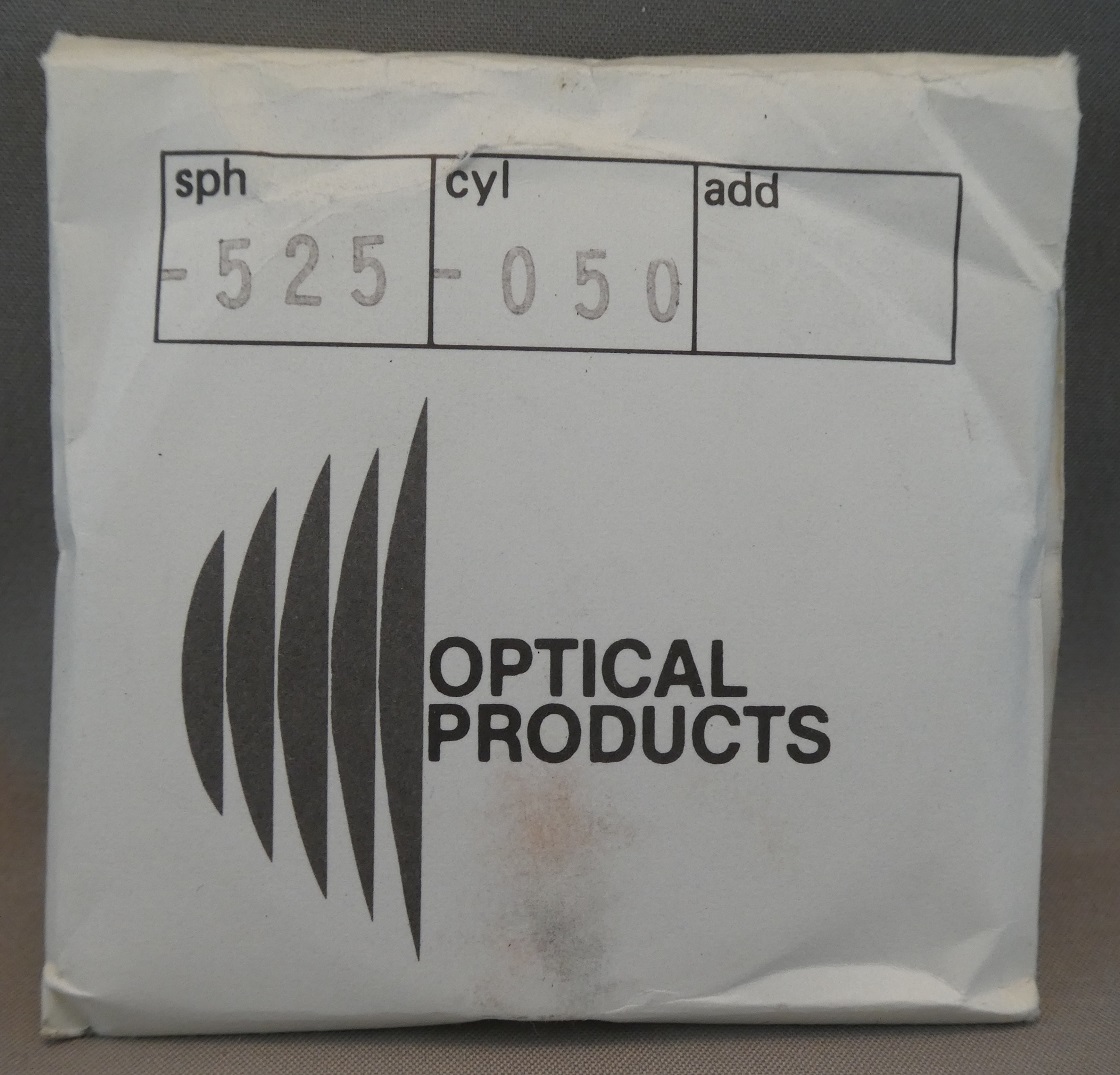 sph cyl add
-525 -050
OPTICAL
PRODUCTS